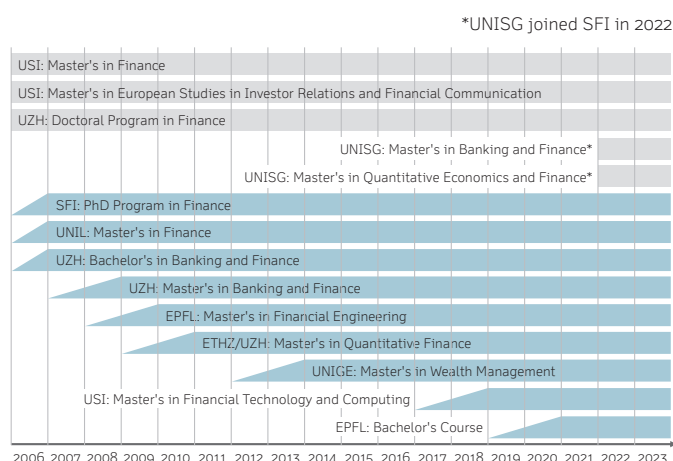 *UNISG joined SFI in 2022
USI: Master's in Finance
USI: Master's in European Studies in Investor Relations and Financial Communication
UZH: Doctoral Program in Finance
UNISG: Master's in Banking and Finance*
UNISG: Master's in Quantitative Economics and Finance*
SFI: PhD Program in Finance
UNIL: Master's in Finance
UZH: Bachelor's in Banking and Finance
UZH: Master's in Banking and Finance
EPFL: Master's in Financial Engineering
ETHZ/UZH: Master's in Quantitative Finance
UNIGE: Master's in Wealth Management
USI: Master's in Financial Technology and Computing
EPFL: Bachelor's Course
2006 2007 2008 2009 2010 2011 2012 2013 2014 2015 2016 2017 2018 2019 2020 2021 2022 2023